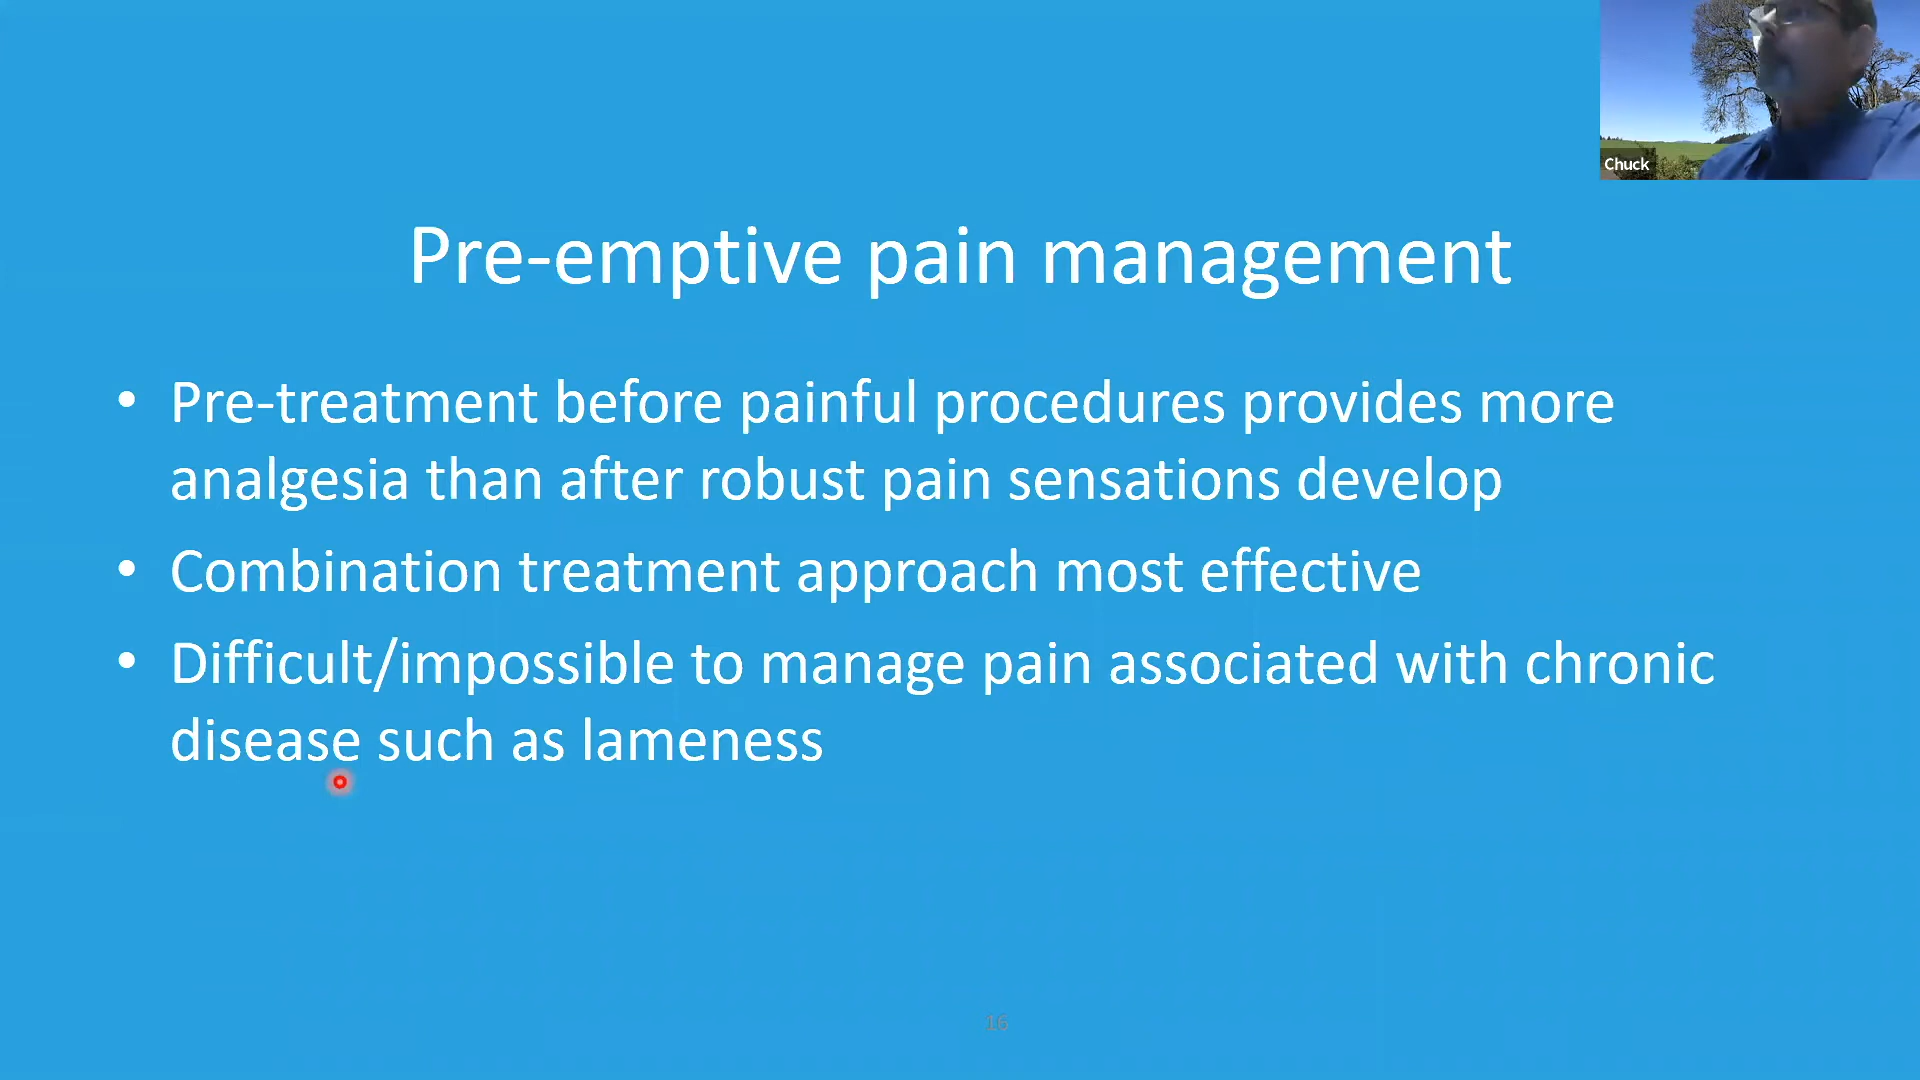 Chuck
Pre-emptive pain management
• Pre-treatment before painful procedures provides more
analgesia than after robust pain sensations develop
• Combination treatment approach most effective
• Difficult/impossible to manage pain associated with chronic
disease such as lameness
16